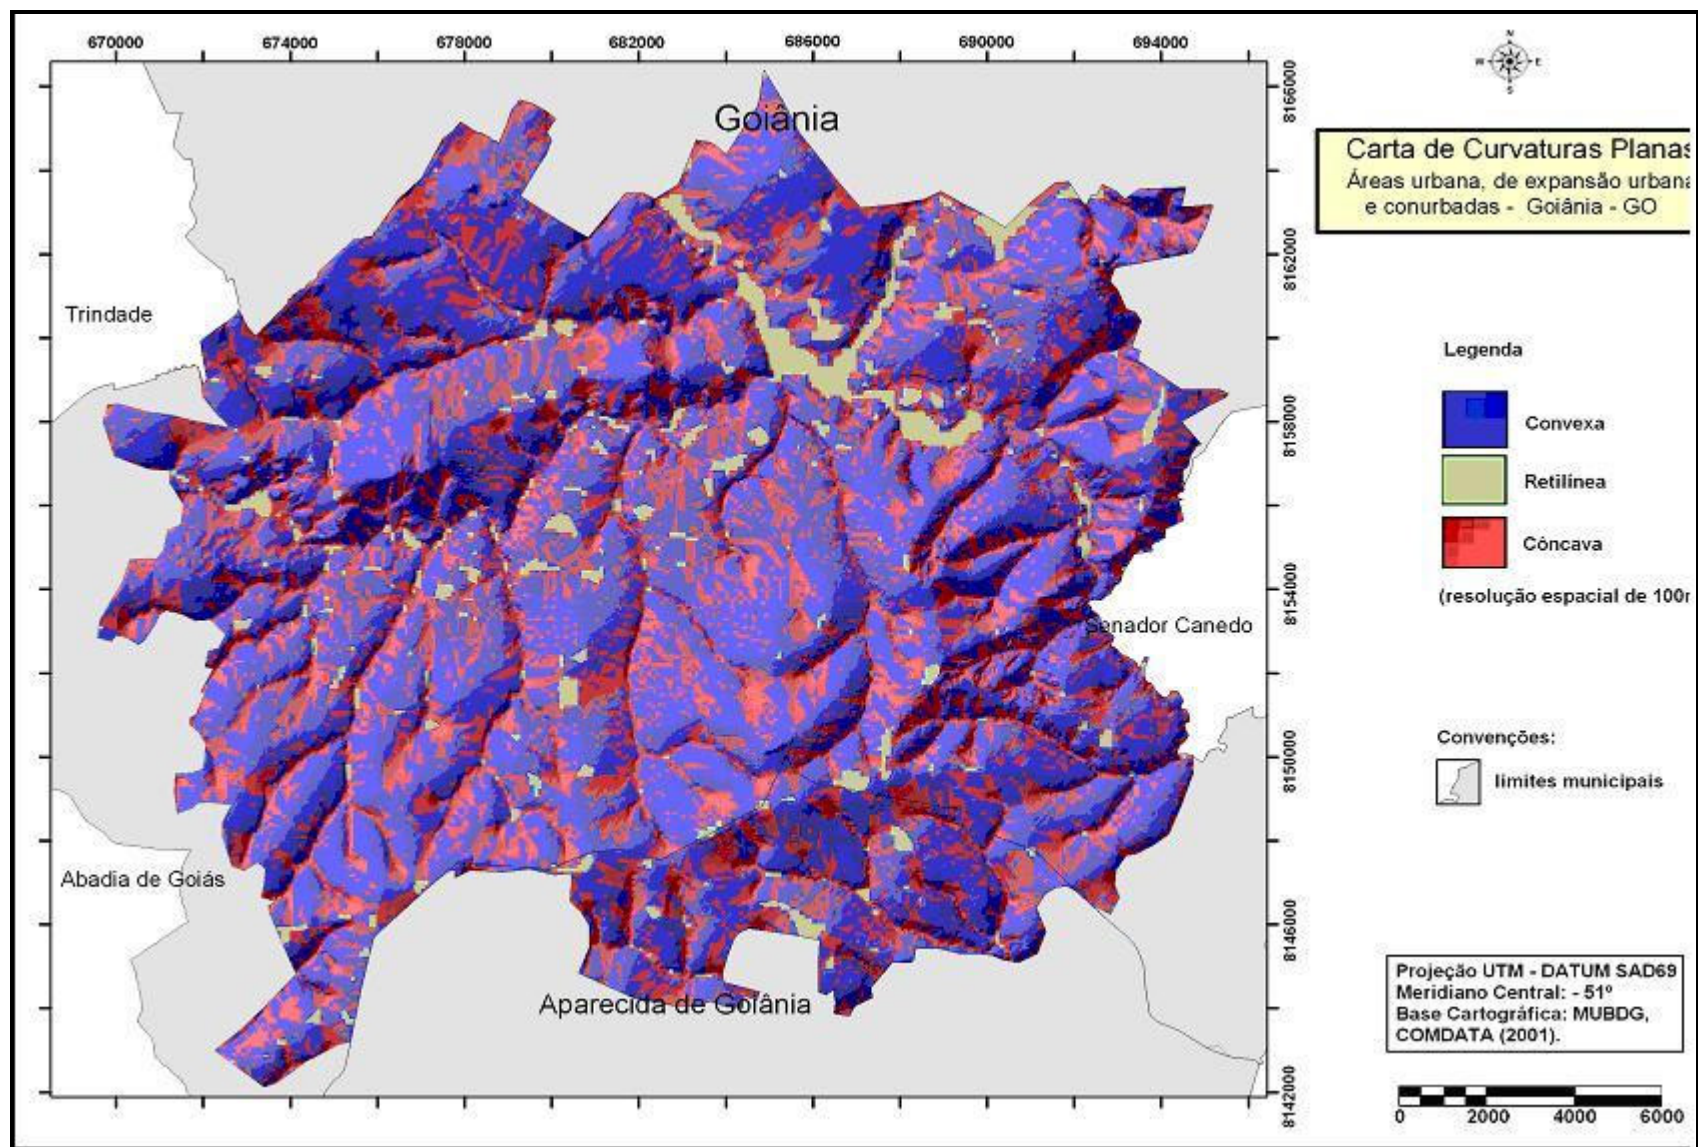 670000 674000 678000 682000 686000 690000 694000
N
W E
S
8166000
8162000
8158000
8154000
8150000
8146000
8142000
Goiânia
Trindade
Senador Canedo
Abadia de Goiás
Aparecida de Goiânia
Carta de Curvaturas Planas
Áreas urbana, de expansão urbana
e conurbadas - Goiânia - GO
Legenda
Convexa
Retilínea
Côncava
(resolução espacial de 100
Convenções:
limites municipais
Projeção UTM - DATUM SAD69
Meridiano Central: - 51º
Base Cartográfica: MUBDG,
COMDATA (2001).
0 2000 4000 6000